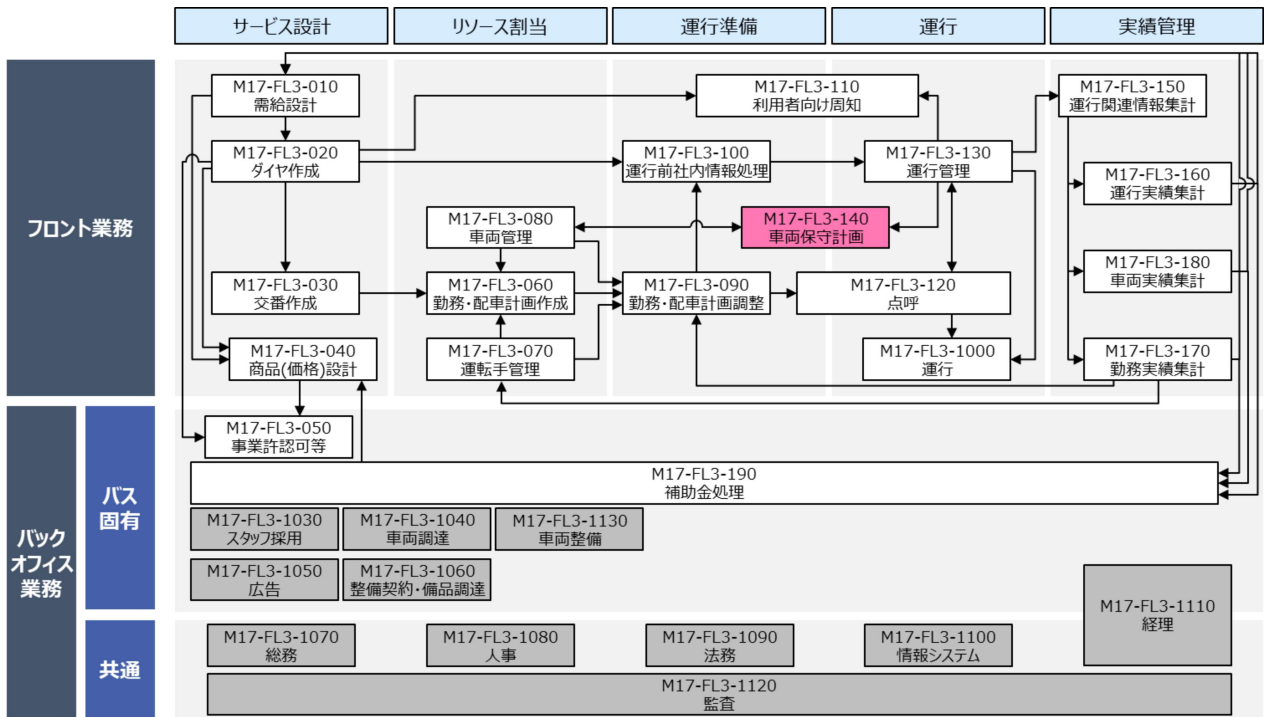 サービス設計
リソース割当
運行準備
運行
実績管理
フロント業務
M17-FL3-010
需給設計
M17-FL3-110
利用者向け周知
M17-FL3-150
運行関連情報集計
M17-FL3-020
ダイヤ作成
M17-FL3-100
運行前社内情報処理
M17-FL3-130
運行管理
M17-FL3-160
運行実績集計
M17-FL3-080
車両管理
M17-FL3-140
車両保守計画
M17-FL3-180
車両実績集計
M17-FL3-030
交番作成
M17-FL3-060
勤務・配車計画作成
M17-FL3-090
勤務・配車計画調整
M17-FL3-120
点呼
M17-FL3-040
商品(価格)設計
M17-FL3-070
運転手管理
M17-FL3-1000
運行
M17-FL3-170
勤務実績集計
バック
オフィス
業務
バス
固有
M17-FL3-050
事業許認可等
M17-FL3-190
補助金処理
M17-FL3-1030
スタッフ採用
M17-FL3-1040
車両調達
M17-FL3-1130
車両整備
M17-FL3-1050
広告
M17-FL3-1060
整備契約・備品調達
M17-FL3-1110
経理
共通
M17-FL3-1070
総務
M17-FL3-1080
人事
M17-FL3-1090
法務
M17-FL3-1100
情報システム
M17-FL3-1120
監査